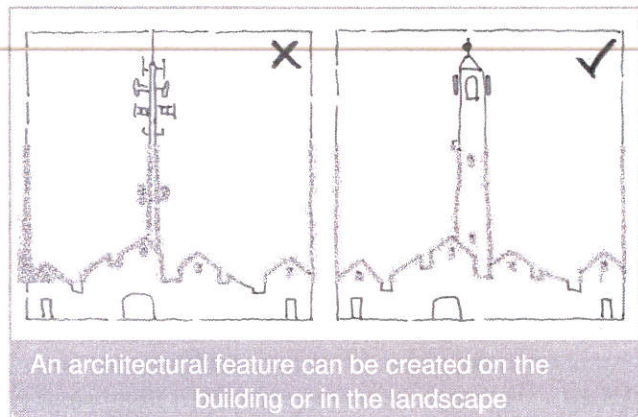 An architectural feature can be created on the
building or in the landscape